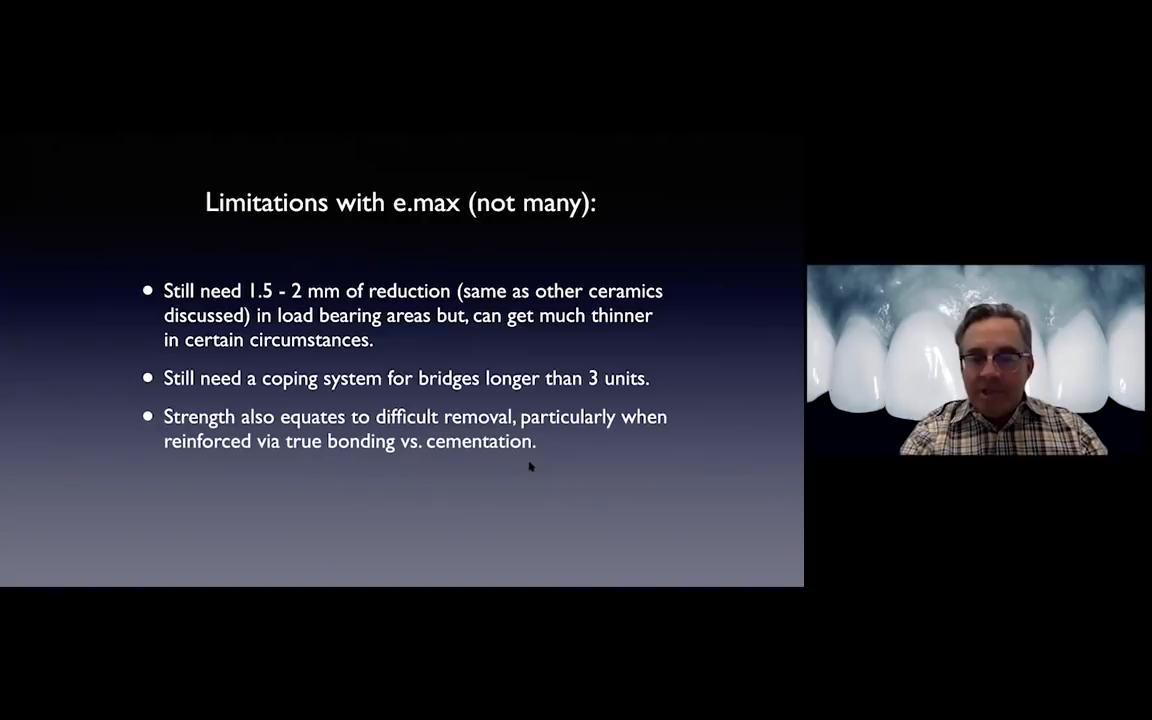 Limitations with e.max (not many):
• Still need 1.5 - 2 mm of reduction (same as other ceramics
discussed) in load bearing areas but, can get much thinner
in certain circumstances.
• Still need a coping system for bridges longer than 3 units.
• Strength also equates to difficult removal, particularly when
reinforced via true bonding vs. cementation.